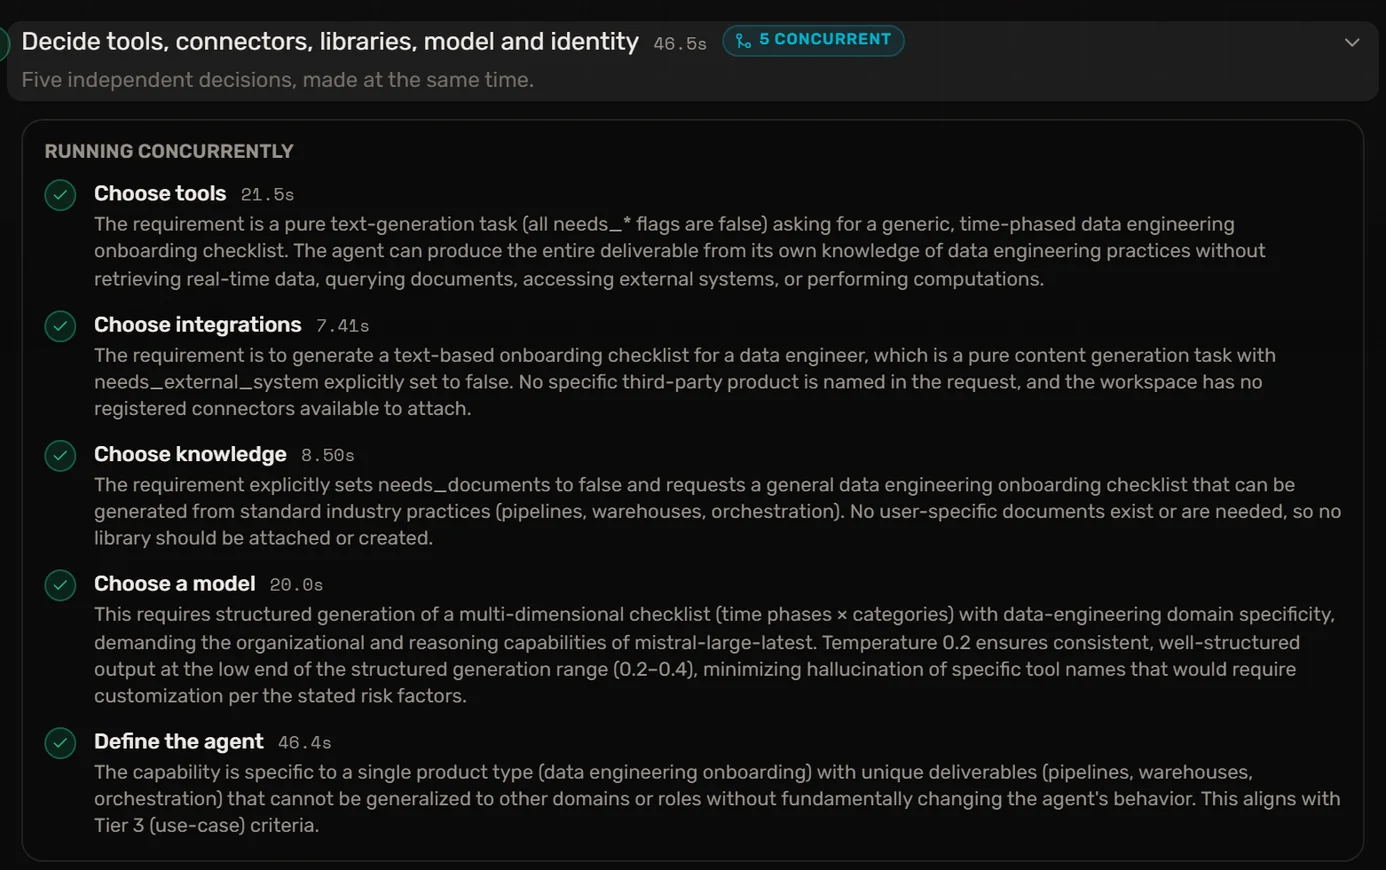 Decide tools, connectors, libraries, model and identity 46.5s 5 CONCURRENT
Five independent decisions, made at the same time.
RUNNING CONCURRENTLY
Choose tools 21.5s
The requirement is a pure text-generation task (all needs_* flags are false) asking for a generic, time-phased data engineering
onboarding checklist. The agent can produce the entire deliverable from its own knowledge of data engineering practices without
retrieving real-time data, querying documents, accessing external systems, or performing computations.
Choose integrations 7.41s
The requirement is to generate a text-based onboarding checklist for a data engineer, which is a pure content generation task with
needs_external_system explicitly set to false. No specific third-party product is named in the request, and the workspace has no
registered connectors available to attach.
Choose knowledge 8.50s
The requirement explicitly sets needs_documents to false and requests a general data engineering onboarding checklist that can be
generated from standard industry practices (pipelines, warehouses, orchestration). No user-specific documents exist or are needed, so no
library should be attached or created.
Choose a model 20.0s
This requires structured generation of a multi-dimensional checklist (time phases × categories) with data-engineering domain specificity,
demanding the organizational and reasoning capabilities of mistral-large-latest. Temperature 0.2 ensures consistent, well-structured
output at the low end of the structured generation range (0.2–0.4), minimizing hallucination of specific tool names that would require
customization per the stated risk factors.
Define the agent 46.4s
The capability is specific to a single product type (data engineering onboarding) with unique deliverables (pipelines, warehouses,
orchestration) that cannot be generalized to other domains or roles without fundamentally changing the agent's behavior. This aligns with
Tier 3 (use-case) criteria.